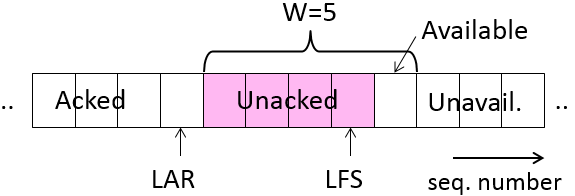 W=5
Available
.. Acked Unacked Unavail. ..
LAR LFS seq. number